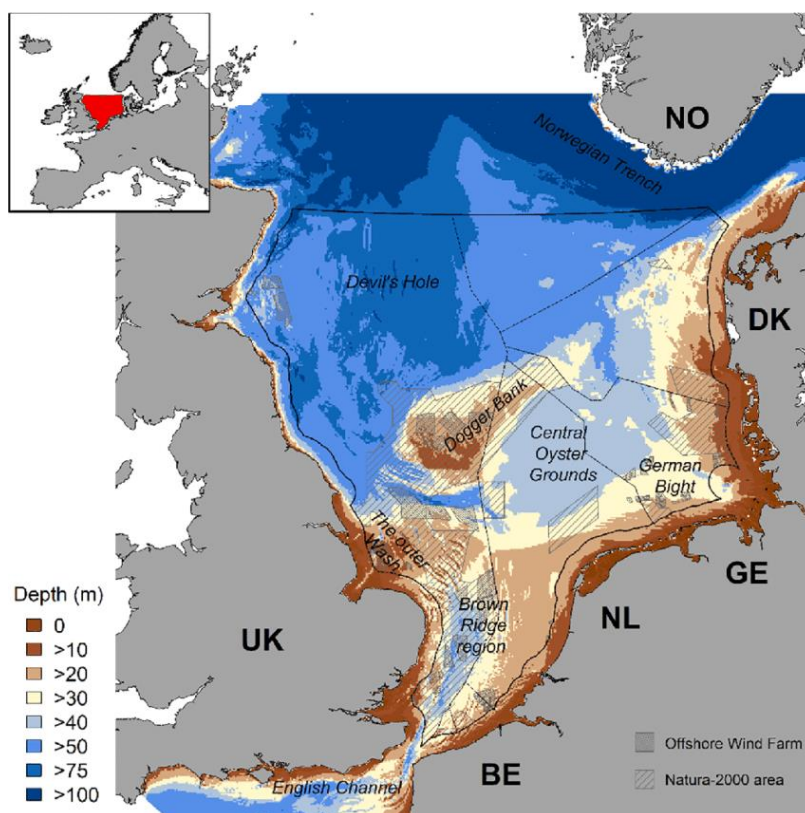 NO
Norwegian Trench
Devil's Hole
DK
Dogger Bank
Central
Oyster
Grounds
German
Bight
The outer
Wash
GE
Depth (m)
0
>10
>20
>30
>40
>50
>75
>100
Brown
Ridge
region
NL
UK
BE
English Channel
Offshore Wind Farm
Natura-2000 area